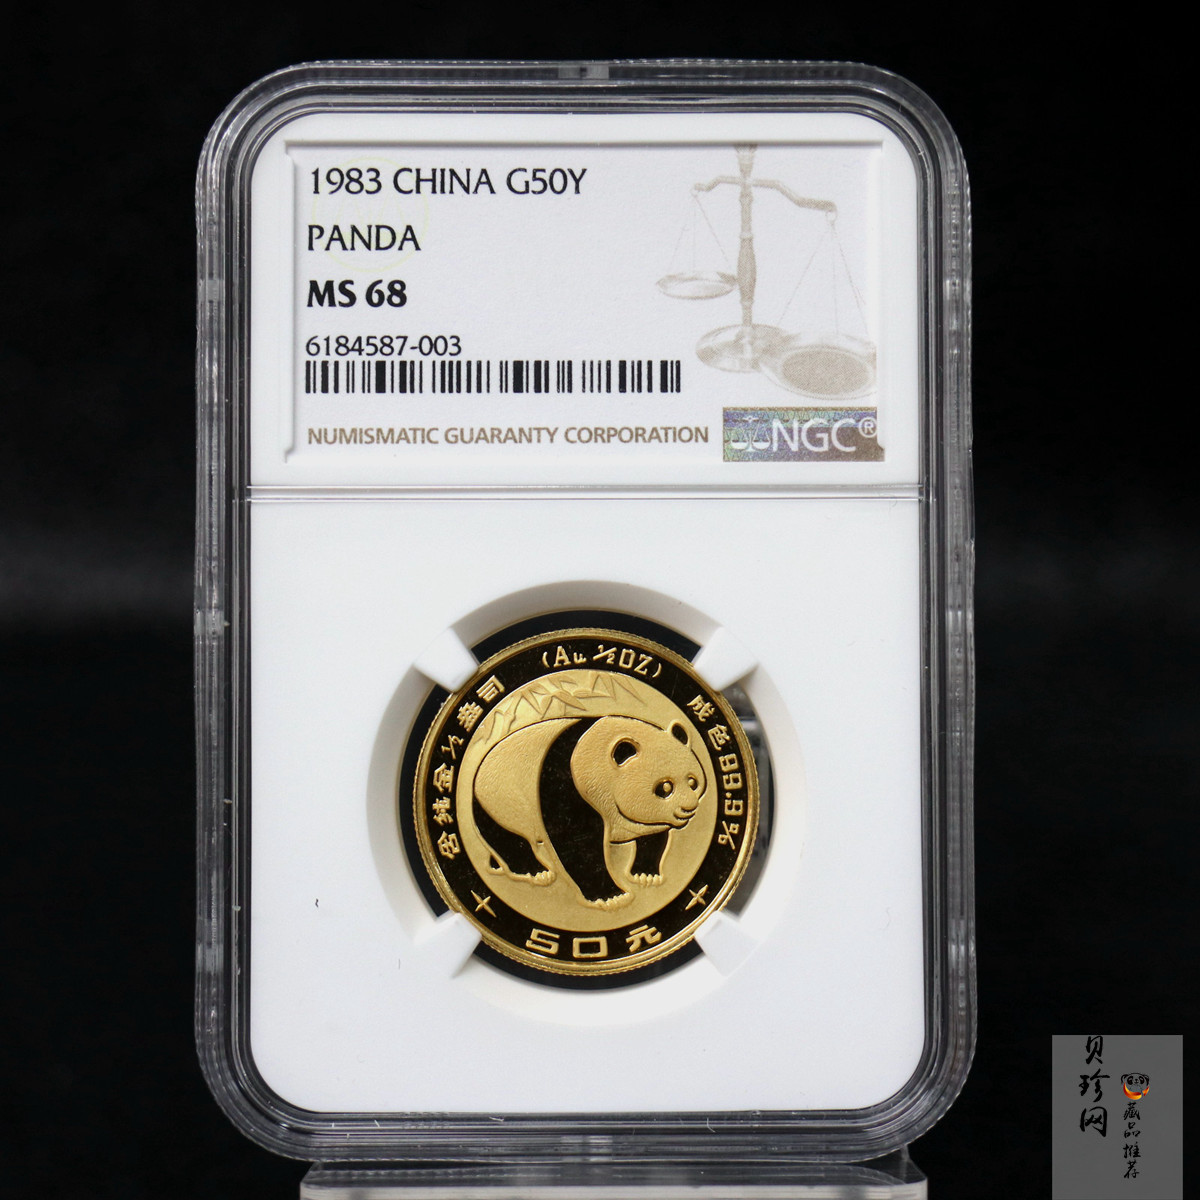 1983 CHINA G50Y
PANDA
MS 68
6184587-003
NUMISMATIC GUARANTY CORPORATION
NGC®
(Au ½OZ)
含纯金½盎司
成色99.9%
50元
贝珍网
藏品推荐